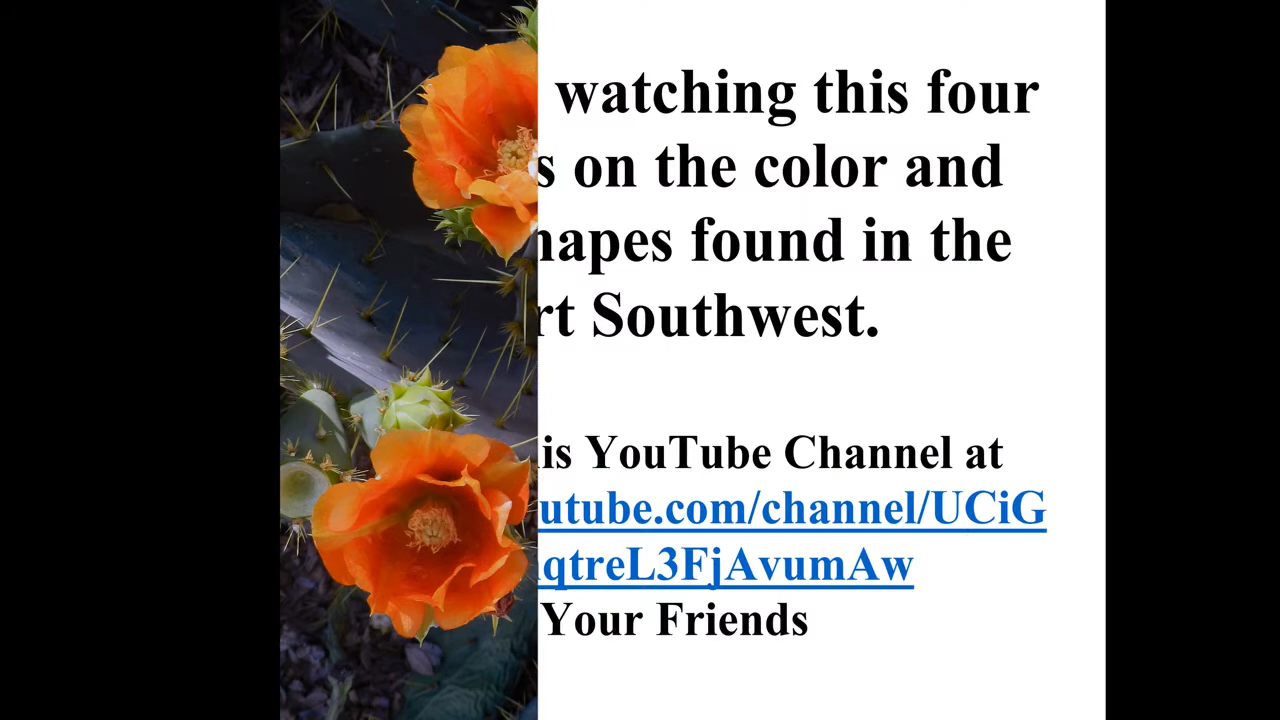 watching this four
s on the color and
hapes found in the
rt Southwest.
is YouTube Channel at
utube.com/channel/UCiG
qtreL3FjAvumAw
Your Friends